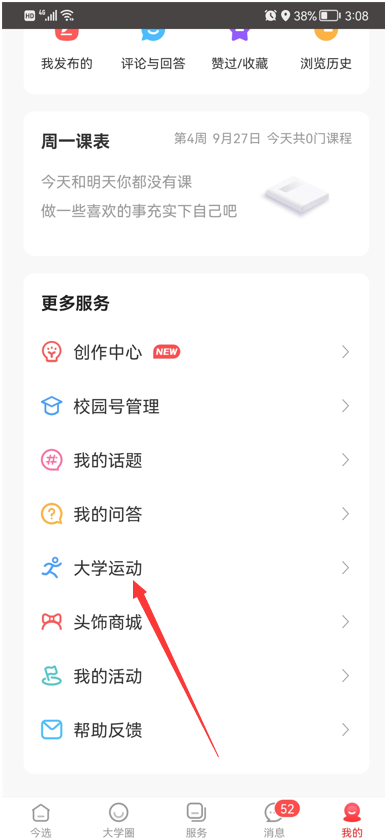 HD 4G 38% 3:08
我发布的 评论与回答 赞过/收藏 浏览历史
周一课表 第4周 9月27日 今天共0门课程
今天和明天你都没有课
做一些喜欢的事充实下自己吧
更多服务
创作中心 NEW
校园号管理
我的话题
我的问答
大学运动
头饰商城
我的活动
帮助反馈
52
今选 大学圈 服务 消息 我的